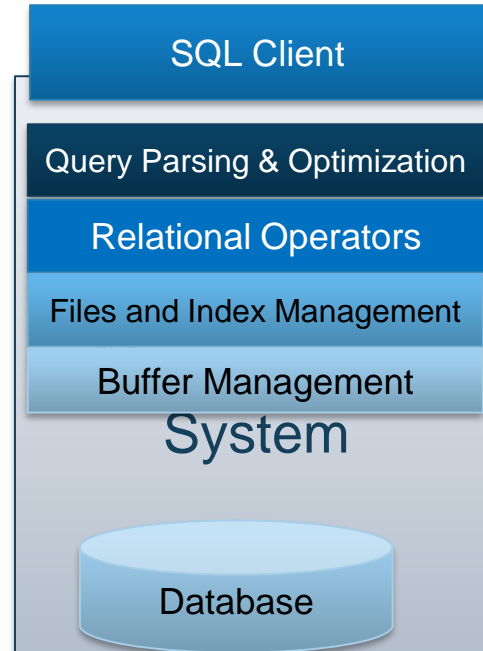 SQL Client
Query Parsing & Optimization
Relational Operators
Files and Index Management
Buffer Management
System
Database